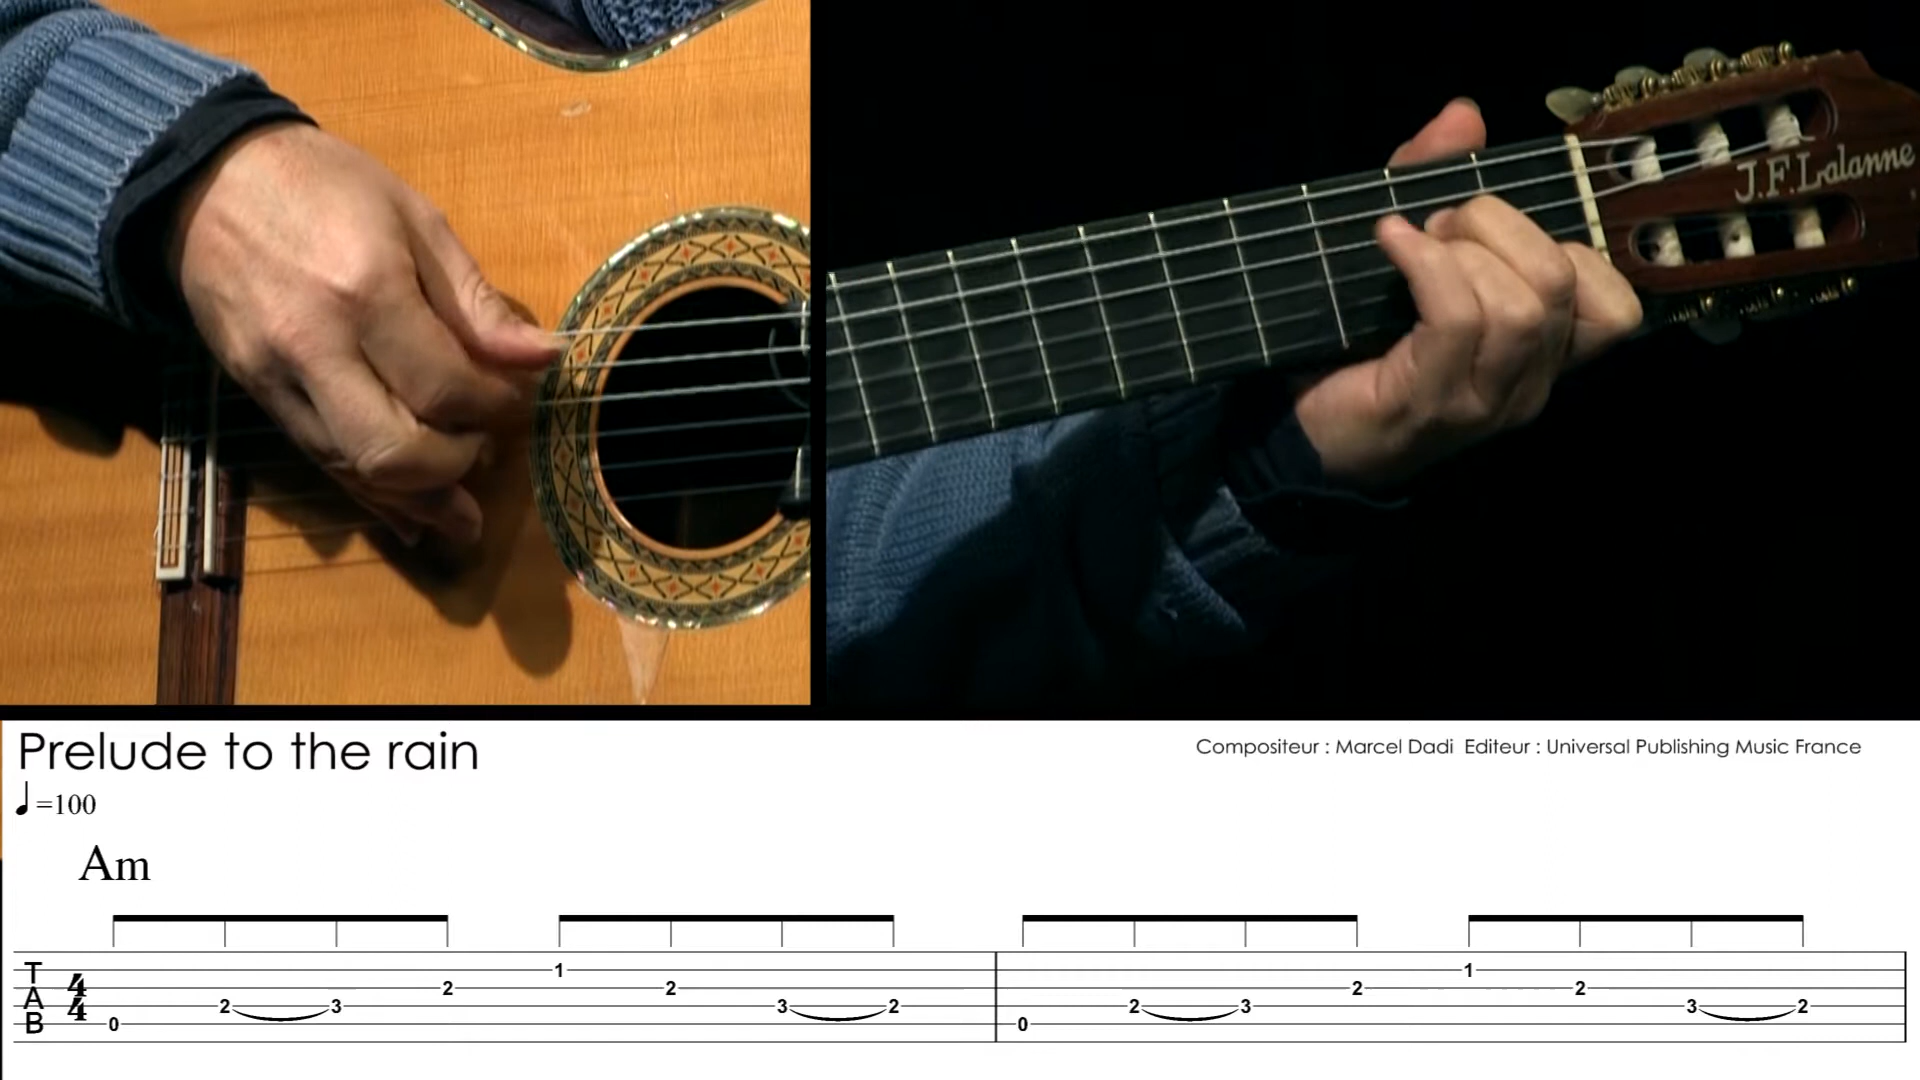 J.F.Lalanne
Prelude to the rain
Compositeur : Marcel Dadi Editeur : Universal Publishing Music France
♩=100
Am
T A B 4 4
1 1
2 2 2 2
2 3 3 2 2 3 3 2
0 0